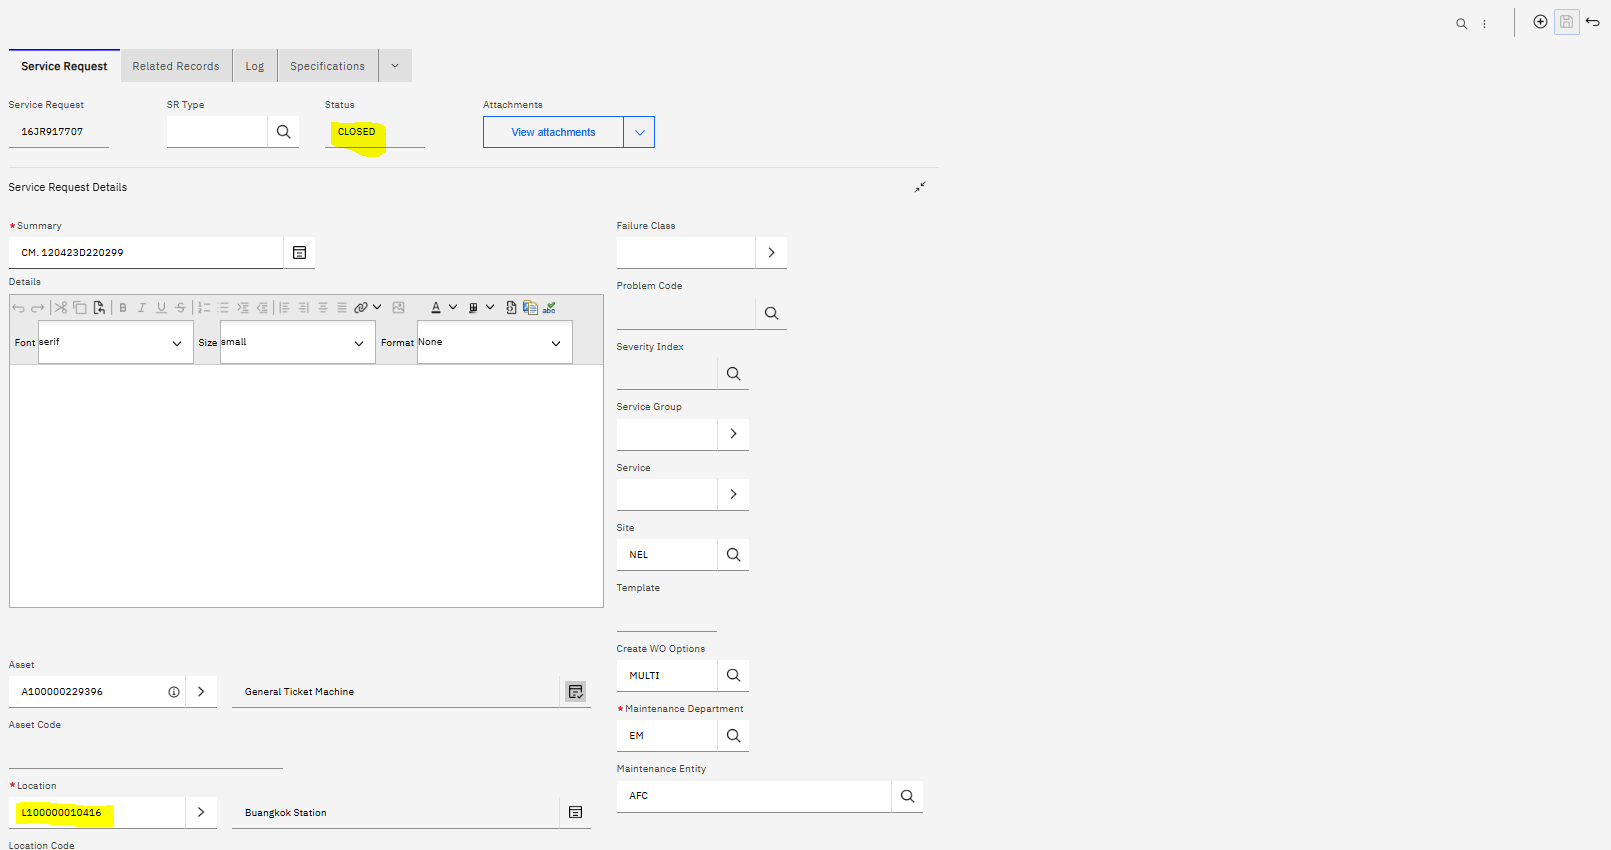 Service Request Related Records Log Specifications
Service Request SR Type Status Attachments
16JR917707 CLOSED View attachments
Service Request Details
*Summary
CM. 120423D220299
Details
B I U S A abc
Font serif Size small Format None
Asset
A100000229396 General Ticket Machine
Asset Code
*Location
L100000010416 Buangkok Station
Location Code
Failure Class
Problem Code
Severity Index
Service Group
Service
Site
NEL
Template
Create WO Options
MULTI
*Maintenance Department
EM
Maintenance Entity
AFC